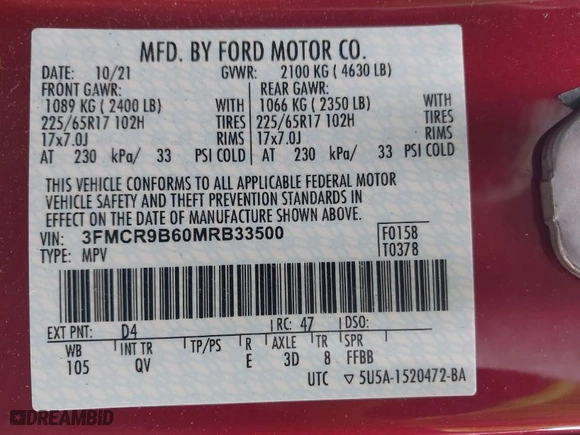 MFD. BY FORD MOTOR CO.
DATE: 10/21 GVWR: 2100 KG (4630 LB)
FRONT GAWR: REAR GAWR:
1089 KG (2400 LB) WITH 1066 KG (2350 LB) WITH
225/65R17 102H TIRES 225/65R17 102H TIRES
17x7.0J RIMS 17x7.0J RIMS
AT 230 kPa/ 33 PSI COLD AT 230 kPa/ 33 PSI COLD
THIS VEHICLE CONFORMS TO ALL APPLICABLE FEDERAL MOTOR
VEHICLE SAFETY AND THEFT PREVENTION STANDARDS IN
EFFECT ON THE DATE OF MANUFACTURE SHOWN ABOVE.
VIN: 3FMCR9B60MRB33500 F0158
TYPE: MPV T0378
EXT PNT: D4 RC: 47 DSO:
WB INT TR TP/PS R AXLE TR SPR
105 QV E 3D 8 FFBB
UTC ▽ 5U5A-1520472-BA
DREAMBID